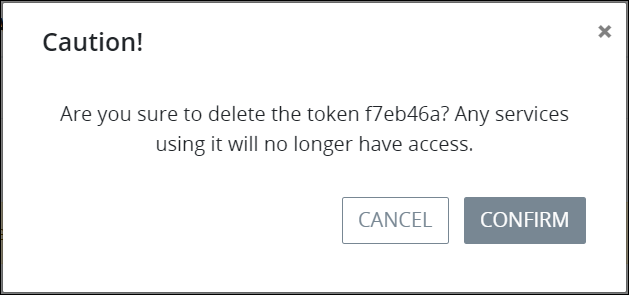 Caution!
×
Are you sure to delete the token f7eb46a? Any services
using it will no longer have access.
CANCEL CONFIRM